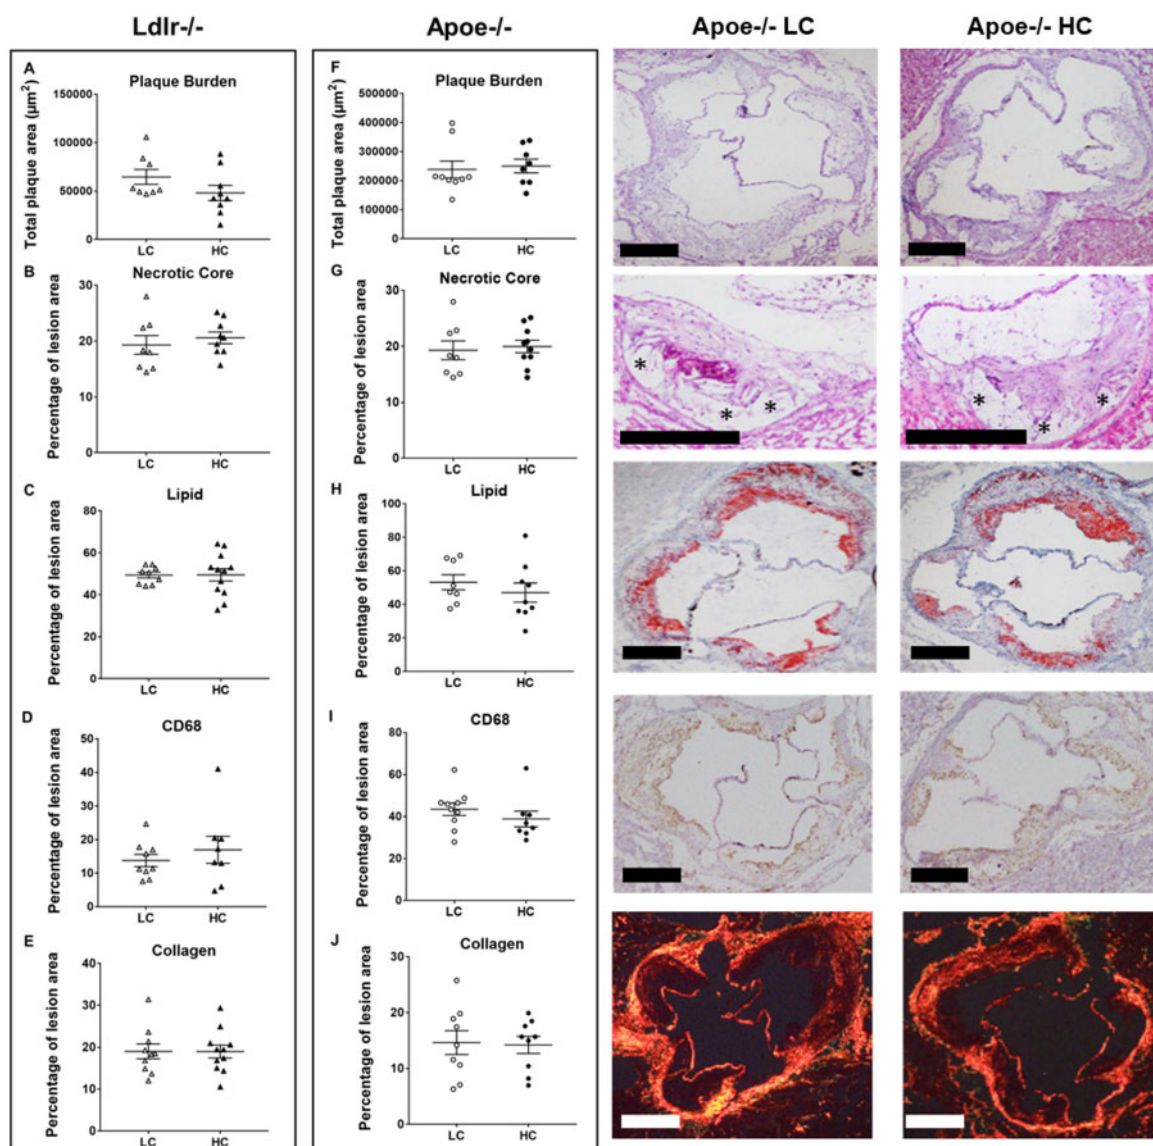 Ldlr-/-
Apoe-/-
Apoe-/- LC
Apoe-/- HC
A
Plaque Burden
Total plaque area (µm²)
150000
100000
50000
0
LC
HC
B
Necrotic Core
Percentage of lesion area
30
20
10
0
LC
HC
C
Lipid
Percentage of lesion area
80
60
40
20
0
LC
HC
D
CD68
Percentage of lesion area
50
40
30
20
10
0
LC
HC
E
Collagen
Percentage of lesion area
40
30
20
10
0
LC
HC
F
Plaque Burden
Total plaque area (µm²)
500000
400000
300000
200000
100000
0
LC
HC
G
Necrotic Core
Percentage of lesion area
30
20
10
0
LC
HC
H
Lipid
Percentage of lesion area
100
80
60
40
20
0
LC
HC
I
CD68
Percentage of lesion area
80
60
40
20
0
LC
HC
J
Collagen
Percentage of lesion area
30
20
10
0
LC
HC
* * *
* * *